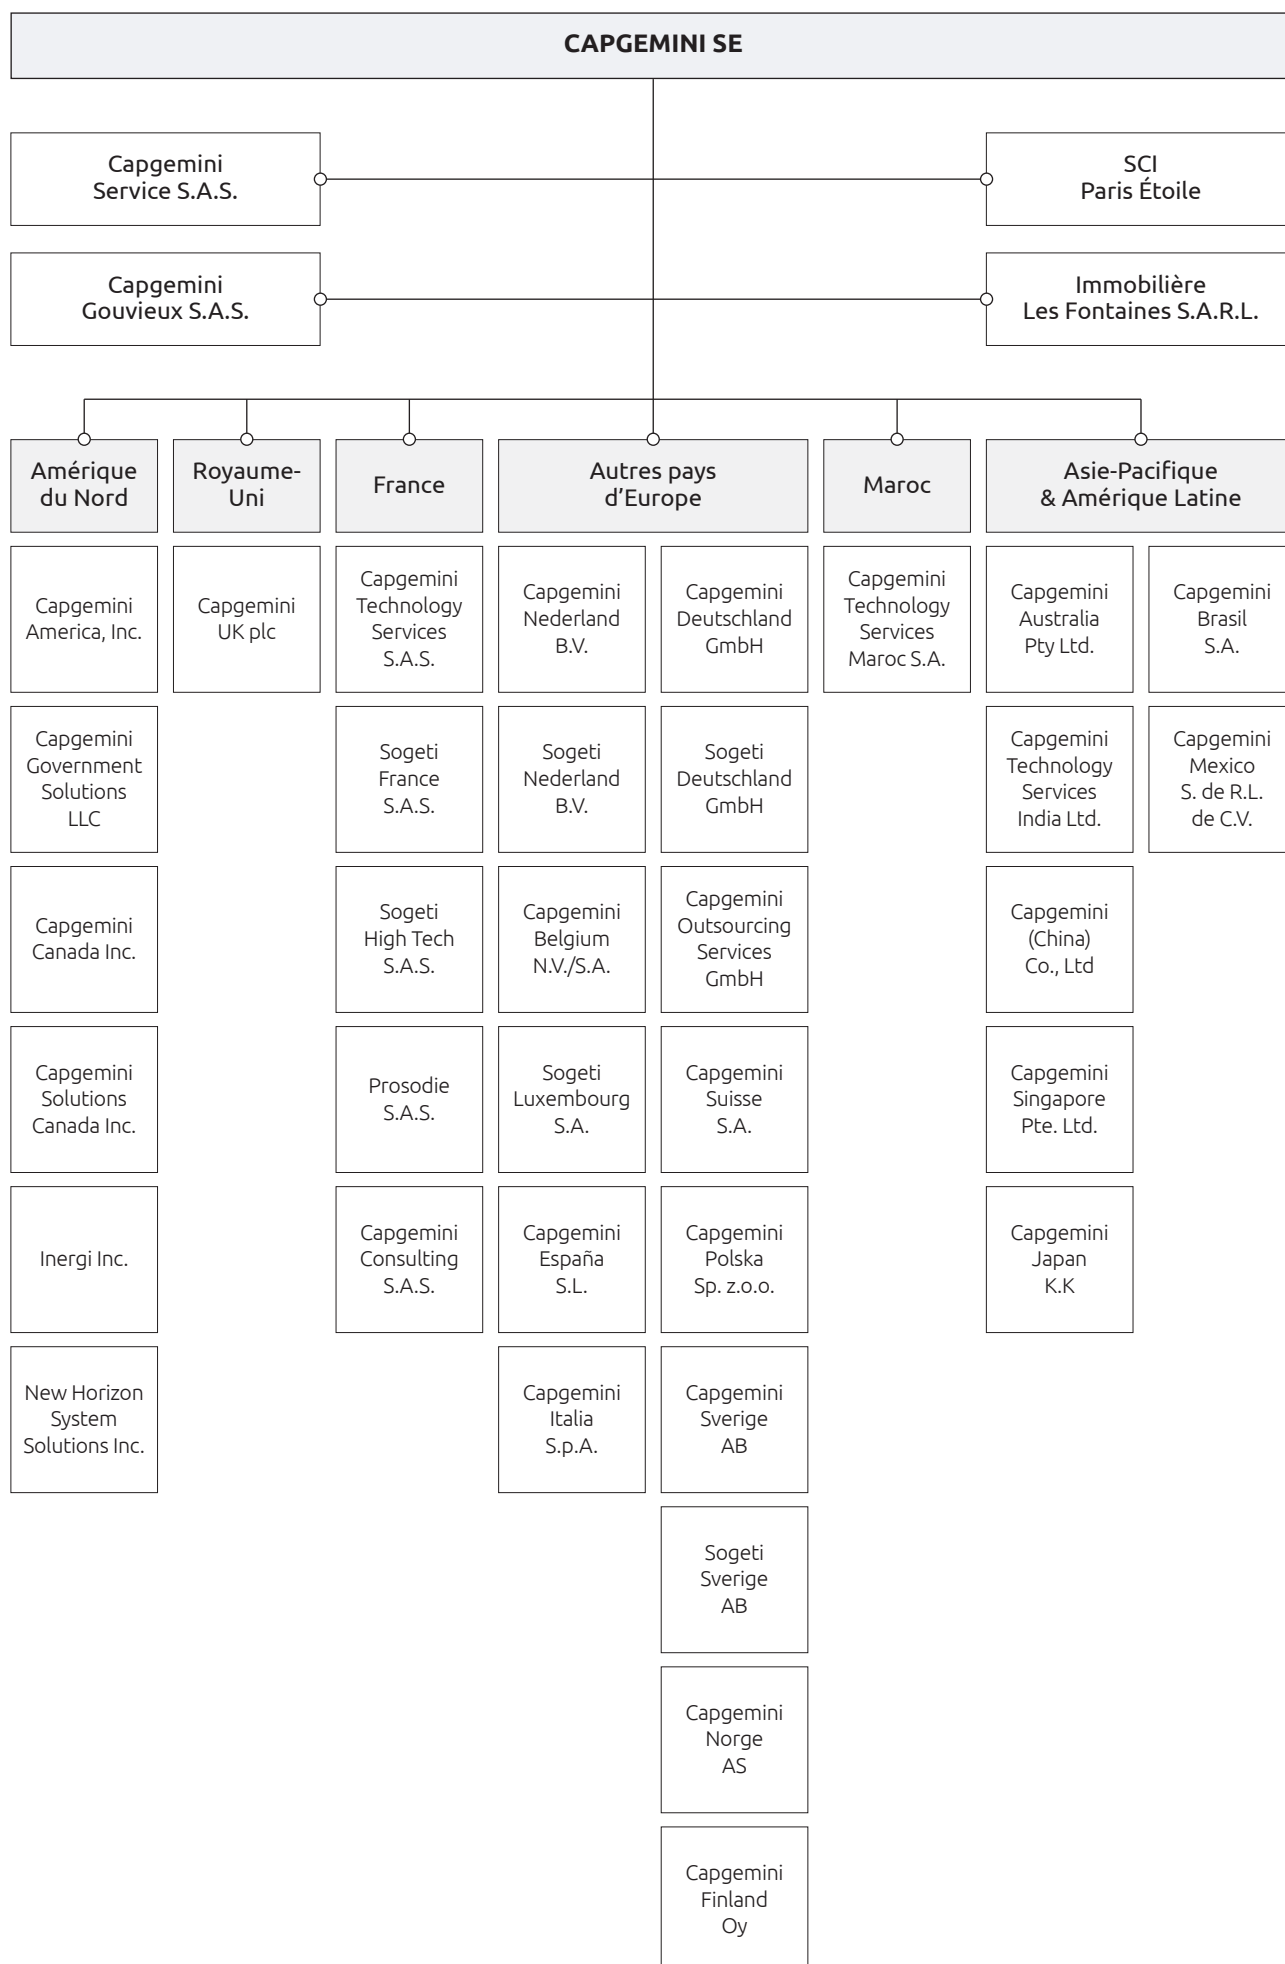 CAPGEMINI SE
Capgemini
Service S.A.S.
SCI
Paris Étoile
Capgemini
Gouvieux S.A.S.
Immobilière
Les Fontaines S.A.R.L.
Amérique
du Nord
Royaume-
Uni
France
Autres pays
d'Europe
Maroc
Asie-Pacifique
& Amérique Latine
Capgemini
America, Inc.
Capgemini
UK plc
Capgemini
Technology
Services
S.A.S.
Capgemini
Nederland
B.V.
Capgemini
Deutschland
GmbH
Capgemini
Technology
Services
Maroc S.A.
Capgemini
Australia
Pty Ltd.
Capgemini
Brasil
S.A.
Capgemini
Government
Solutions
LLC
Sogeti
France
S.A.S.
Sogeti
Nederland
B.V.
Sogeti
Deutschland
GmbH
Capgemini
Technology
Services
India Ltd.
Capgemini
Mexico
S. de R.L.
de C.V.
Capgemini
Canada Inc.
Sogeti
High Tech
S.A.S.
Capgemini
Belgium
N.V./S.A.
Capgemini
Outsourcing
Services
GmbH
Capgemini
(China)
Co., Ltd
Capgemini
Solutions
Canada Inc.
Prosodie
S.A.S.
Sogeti
Luxembourg
S.A.
Capgemini
Suisse
S.A.
Capgemini
Singapore
Pte. Ltd.
Inergi Inc.
Capgemini
Consulting
S.A.S.
Capgemini
España
S.L.
Capgemini
Polska
Sp. z.o.o.
Capgemini
Japan
K.K
New Horizon
System
Solutions Inc.
Capgemini
Italia
S.p.A.
Capgemini
Sverige
AB
Sogeti
Sverige
AB
Capgemini
Norge
AS
Capgemini
Finland
Oy